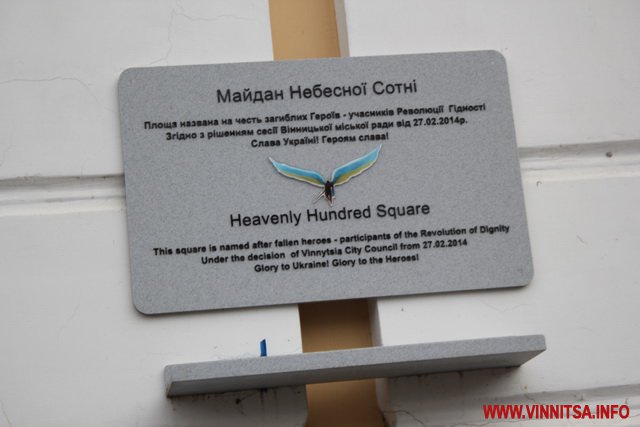 Майдан Небесної Сотні
Площа названа на честь загиблих Героїв - учасників Революції Гідності
Згідно з рішенням сесії Вінницької міської ради від 27.02.2014р.
Слава Україні! Героям слава!
Heavenly Hundred Square
This square is named after fallen heroes - participants of the Revolution of Dignity
Under the decision of Vinnytsia City Council from 27.02.2014
Glory to Ukraine! Glory to the Heroes!
WWW.VINNITSA.INFO